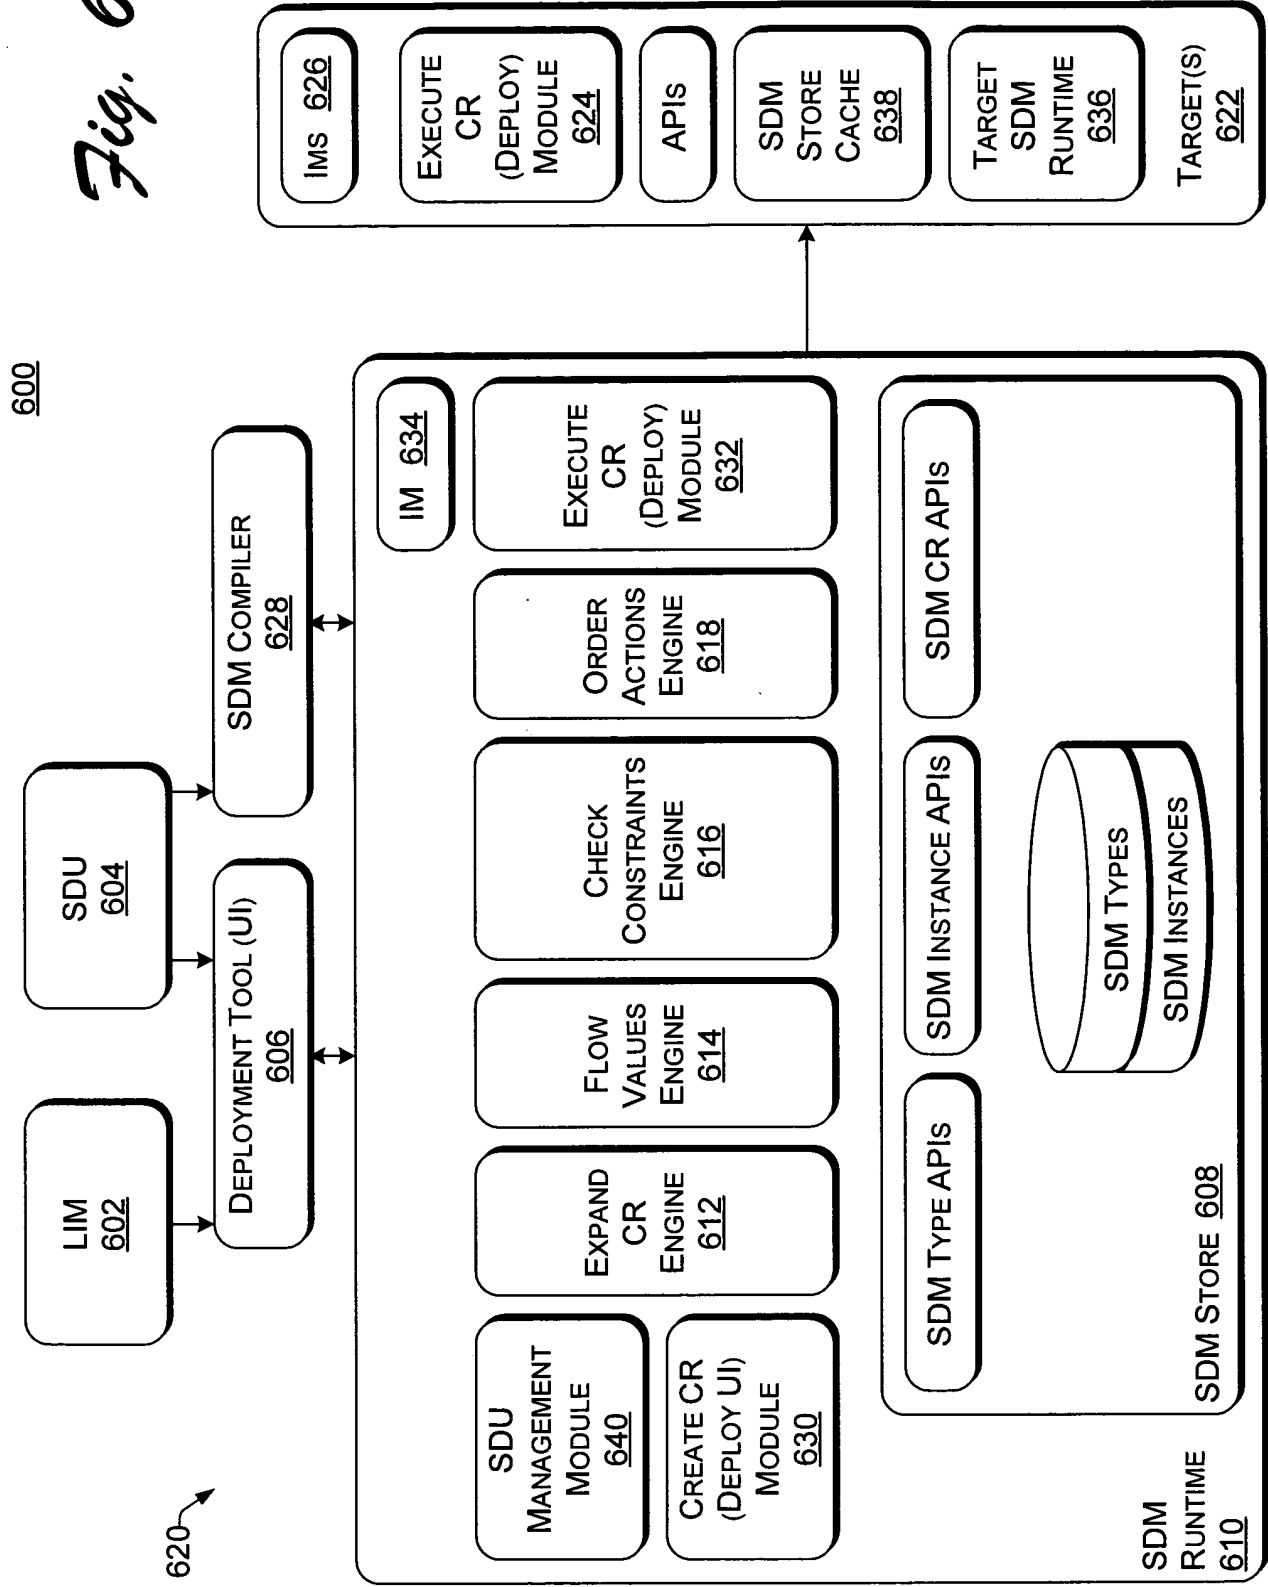 600
Fig. 6
LIM
602
SDU
604
620
DEPLOYMENT TOOL (UI)
606
SDM COMPILER
628
IM 634
SDU
MANAGEMENT
MODULE
640
CREATE CR
(DEPLOY UI)
MODULE
630
EXPAND
CR
ENGINE
612
FLOW
VALUES
ENGINE
614
CHECK
CONSTRAINTS
ENGINE
616
ORDER
ACTIONS
ENGINE
618
EXECUTE
CR
(DEPLOY)
MODULE
632
SDM TYPE APIS
SDM INSTANCE APIS
SDM CR APIS
SDM TYPES
SDM INSTANCES
SDM STORE 608
SDM
RUNTIME
610
IMS 626
EXECUTE
CR
(DEPLOY)
MODULE
624
APIS
SDM
STORE
CACHE
638
TARGET
SDM
RUNTIME
636
TARGET(S)
622